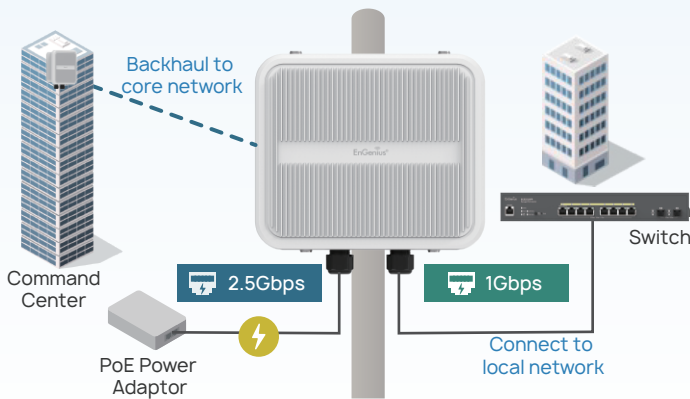 Backhaul to
core network
EnGenius
Switch
Command
Center
2.5Gbps
1Gbps
PoE Power
Adaptor
Connect to
local network